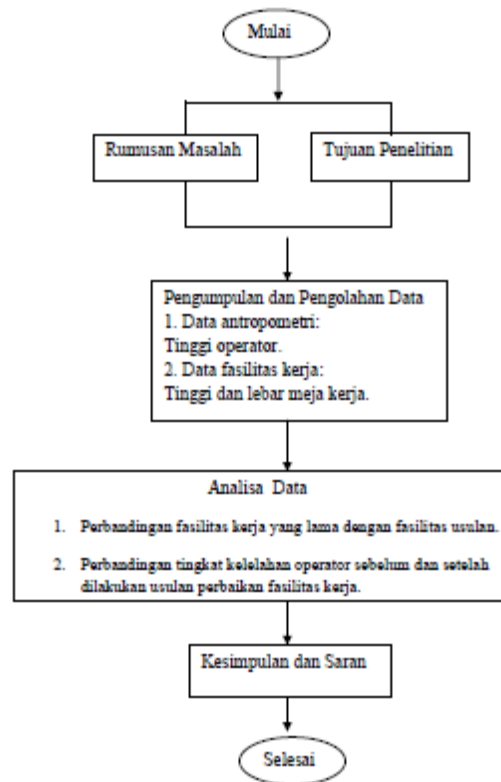 Mulai
Rumusan Masalah
Tujuan Penelitian
Pengumpulan dan Pengolahan Data
1. Data antropometri:
Tinggi operator.
2. Data fasilitas kerja:
Tinggi dan lebar meja kerja.
Analisa Data
1. Perbandingan fasilitas kerja yang lama dengan fasilitas usulan.
2. Perbandingan tingkat kelelahan operator sebelum dan setelah
dilakukan usulan perbaikan fasilitas kerja.
Kesimpulan dan Saran
Selesai